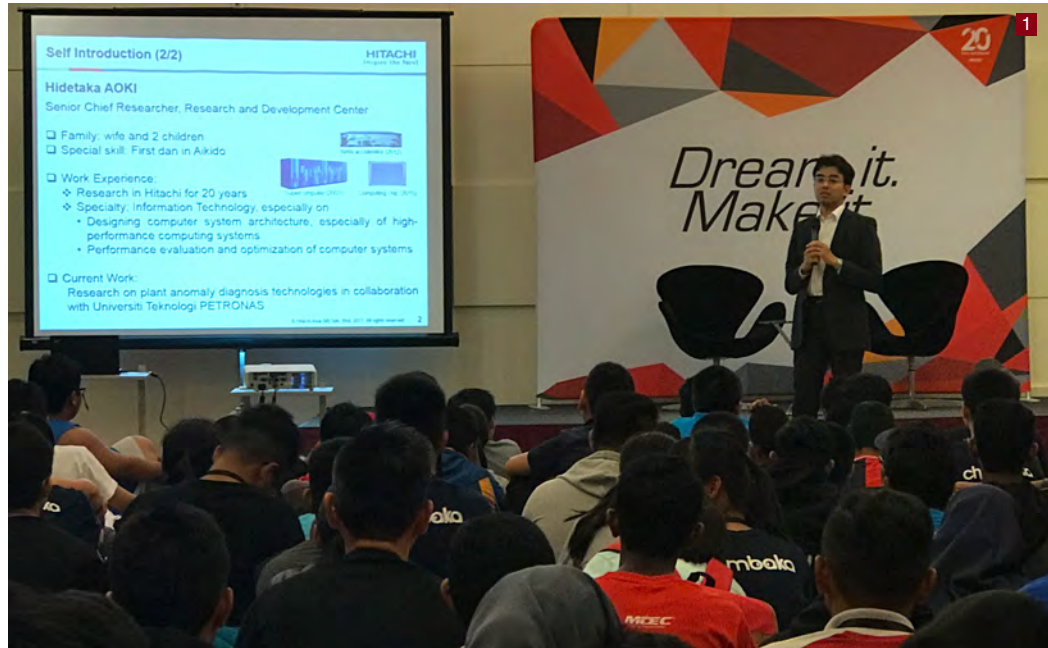 Self Introduction (2/2)
HITACHI
Inspire the Next
Hidetaka AOKI
Senior Chief Researcher, Research and Development Center
❑ Family: wife and 2 children
❑ Special skill: First dan in Aikido
❑ Work Experience:
❖ Research in Hitachi for 20 years
❖ Specialty: Information Technology, especially on
• Designing computer system architecture, especially of high-
performance computing systems
• Performance evaluation and optimization of computer systems
❑ Current Work:
Research on plant anomaly diagnosis technologies in collaboration
with Universiti Teknologi PETRONAS
2
20
1
Dream it.
Make it.
mbaka
MCEC